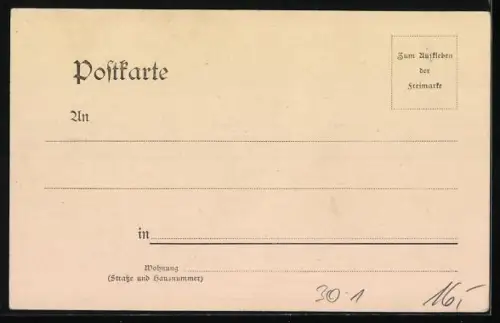 Postkarte
Zum Aufkleben
der
Freimarke
An
in
Wohnung
(Straße und Hausnummer)
30-1
16,-